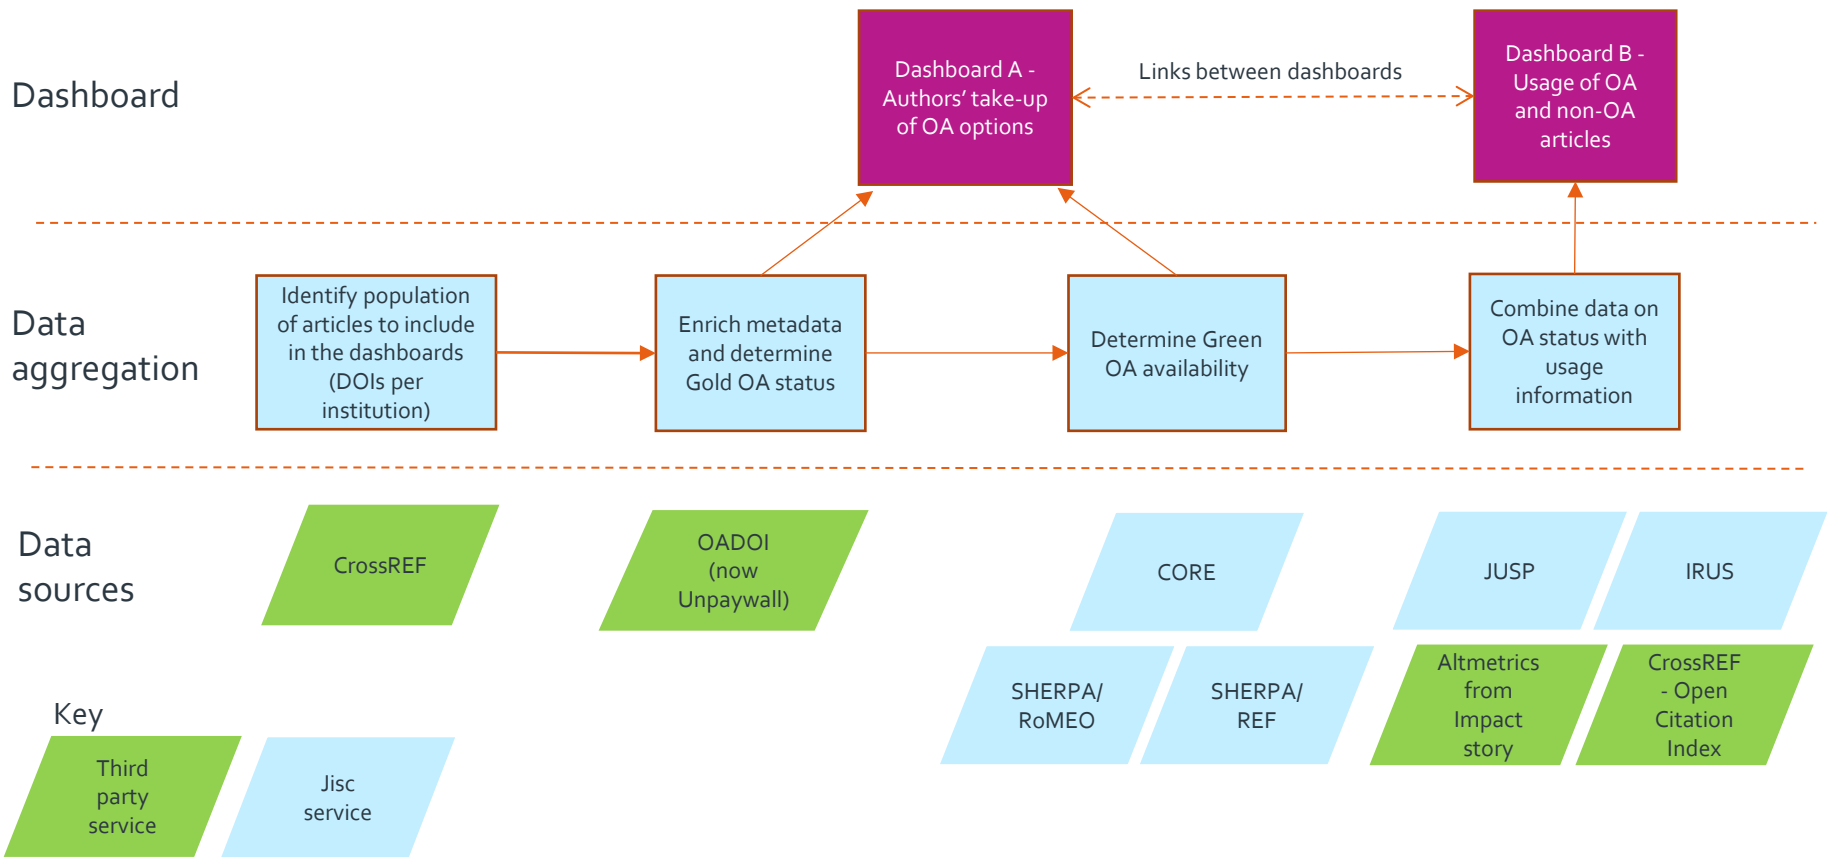 Dashboard
Dashboard A -
Authors’ take-up
of OA options
Links between dashboards
Dashboard B -
Usage of OA
and non-OA
articles
Data
aggregation
Identify population
of articles to include
in the dashboards
(DOIs per
institution)
Enrich metadata
and determine
Gold OA status
Determine Green
OA availability
Combine data on
OA status with
usage
information
Data
sources
CrossREF
OADOI
(now
Unpaywall)
CORE
JUSP
IRUS
SHERPA/
RoMEO
SHERPA/
REF
Altmetrics
from
Impact
story
CrossREF
- Open
Citation
Index
Key
Third
party
service
Jisc
service